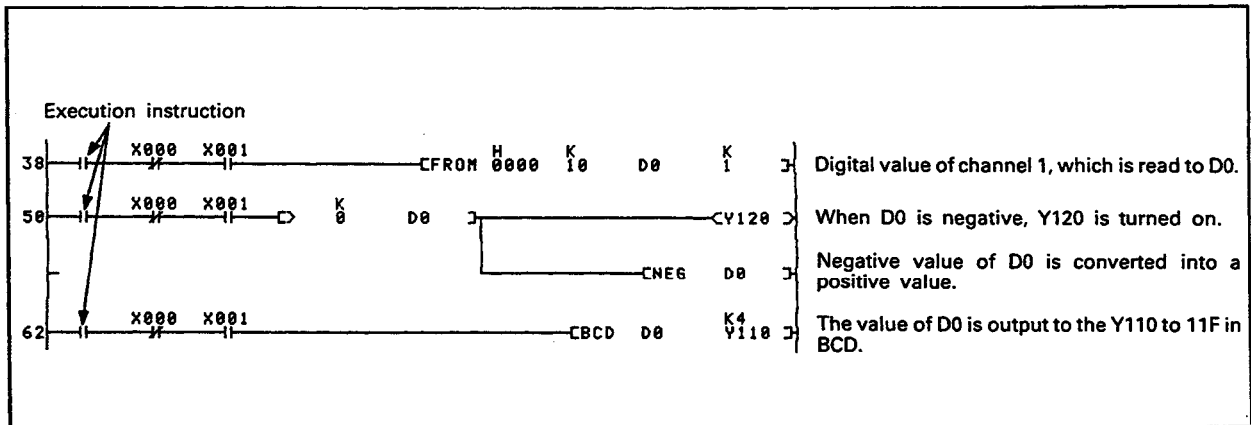 Execution instruction
X000 X001 H K K
38 [FROM 0000 10 D0 1 ] Digital value of channel 1, which is read to D0.
X000 X001 K
50 [> 0 D0 ] <Y120 > When D0 is negative, Y120 is turned on.
[NEG D0 ] Negative value of D0 is converted into a
positive value.
X000 X001 K4
62 [BCD D0 Y110 ] The value of D0 is output to the Y110 to 11F in
BCD.